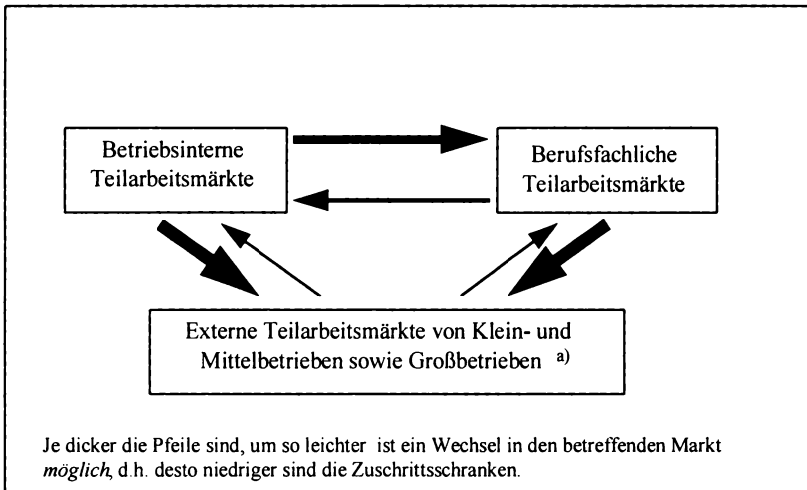 Betriebsinterne
Teilarbeitsmärkte
Berufsfachliche
Teilarbeitsmärkte
Externe Teilarbeitsmärkte von Klein- und
Mittelbetrieben sowie Großbetrieben a)
Je dicker die Pfeile sind, um so leichter ist ein Wechsel in den betreffenden Markt
möglich, d.h. desto niedriger sind die Zuschrittsschranken.